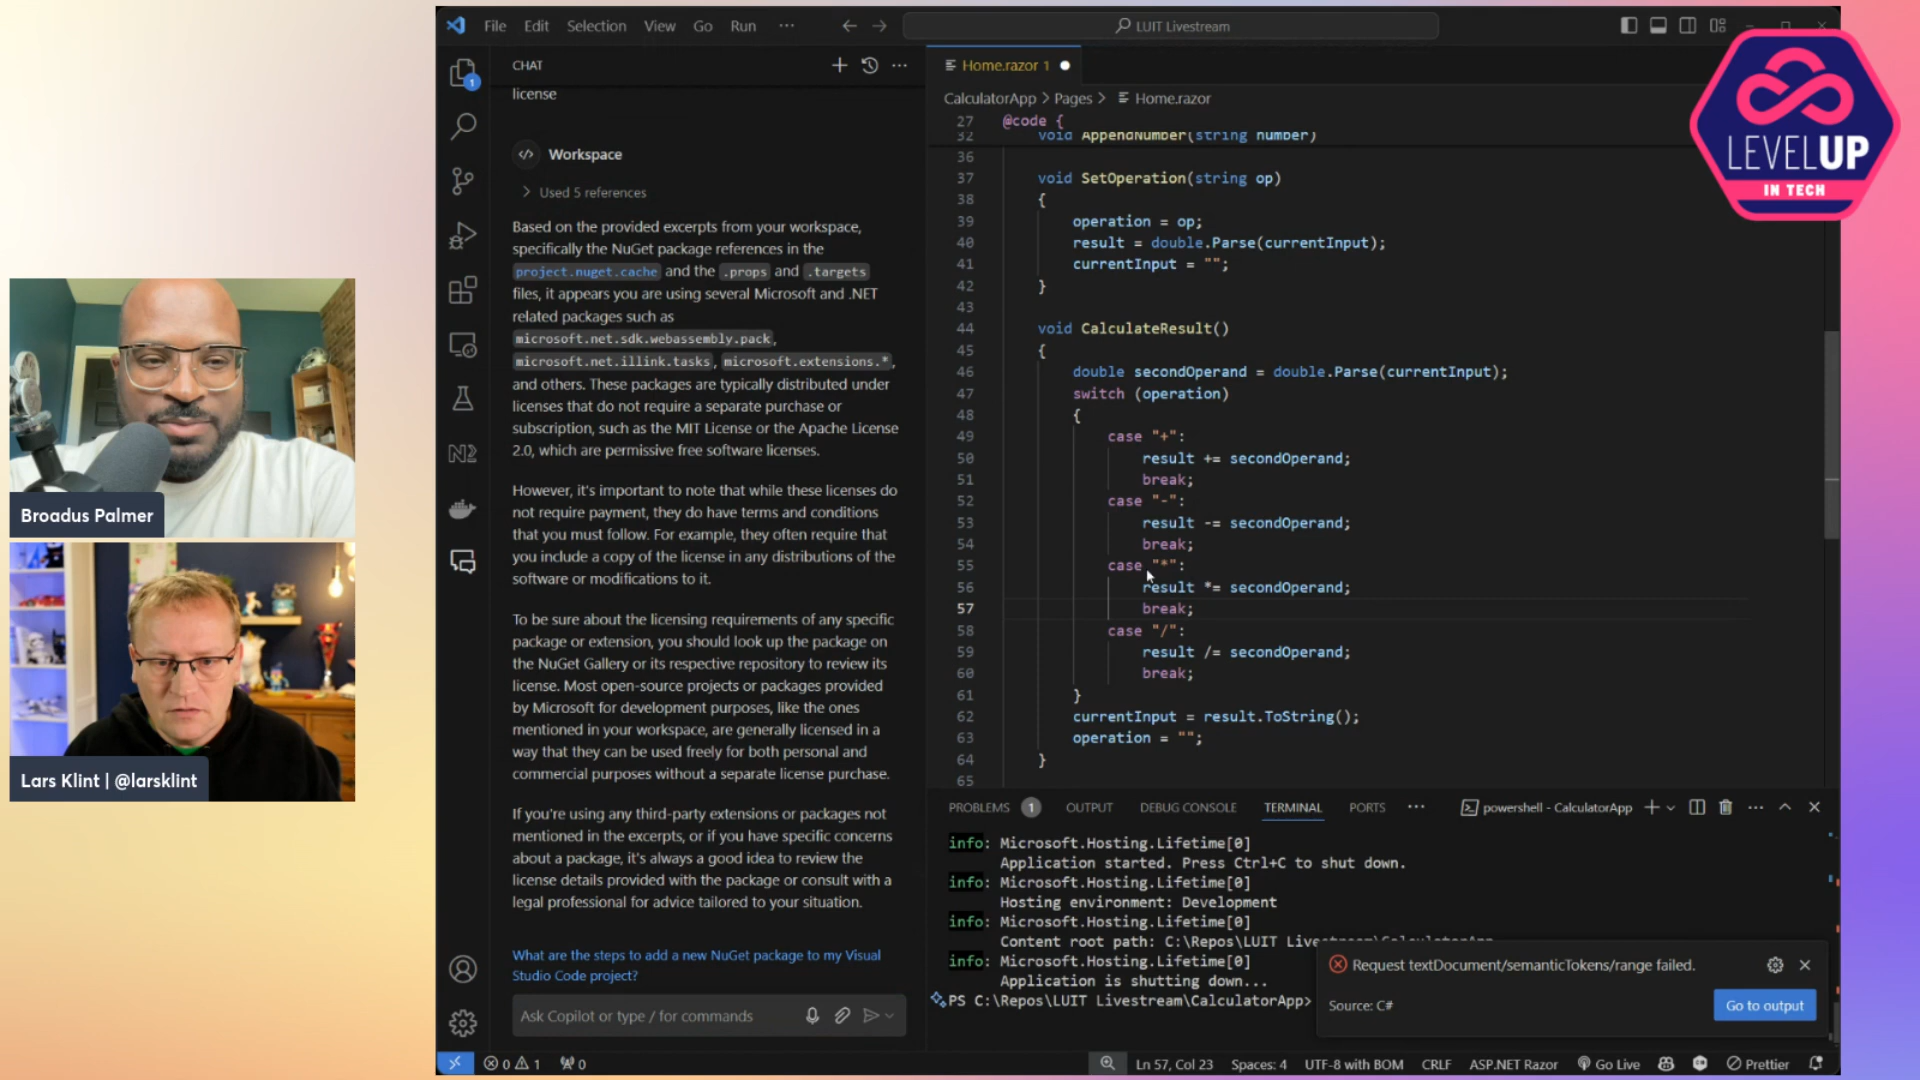 File Edit Selection View Go Run ···
LUIT Livestream
CHAT
license
Workspace
Used 5 references
Based on the provided excerpts from your workspace,
specifically the NuGet package references in the
project.nuget.cache and the .props and .targets
files, it appears you are using several Microsoft and .NET
related packages such as
microsoft.net.sdk.webassembly.pack,
microsoft.net.illink.tasks, microsoft.extensions.*,
and others. These packages are typically distributed under
licenses that do not require a separate purchase or
subscription, such as the MIT License or the Apache License
2.0, which are permissive free software licenses.
However, it's important to note that while these licenses do
not require payment, they do have terms and conditions
that you must follow. For example, they often require that
you include a copy of the license in any distributions of the
software or modifications to it.
To be sure about the licensing requirements of any specific
package or extension, you should look up the package on
the NuGet Gallery or its respective repository to review its
license. Most open-source projects or packages provided
by Microsoft for development purposes, like the ones
mentioned in your workspace, are generally licensed in a
way that they can be used freely for both personal and
commercial purposes without a separate license purchase.
If you're using any third-party extensions or packages not
mentioned in the excerpts, or if you have specific concerns
about a package, it's always a good idea to review the
license details provided with the package or consult with a
legal professional for advice tailored to your situation.
What are the steps to add a new NuGet package to my Visual
Studio Code project?
Ask Copilot or type / for commands
Home.razor 1
CalculatorApp > Pages > Home.razor
27 @code {
32 void AppendNumber(string number)
36
37 void SetOperation(string op)
38 {
39 operation = op;
40 result = double.Parse(currentInput);
41 currentInput = "";
42 }
43
44 void CalculateResult()
45 {
46 double secondOperand = double.Parse(currentInput);
47 switch (operation)
48 {
49 case "+":
50 result += secondOperand;
51 break;
52 case "-":
53 result -= secondOperand;
54 break;
55 case "*":
56 result *= secondOperand;
57 break;
58 case "/":
59 result /= secondOperand;
60 break;
61 }
62 currentInput = result.ToString();
63 operation = "";
64 }
65
PROBLEMS 1 OUTPUT DEBUG CONSOLE TERMINAL PORTS ··· powershell - CalculatorApp
info: Microsoft.Hosting.Lifetime[0]
Application started. Press Ctrl+C to shut down.
info: Microsoft.Hosting.Lifetime[0]
Hosting environment: Development
info: Microsoft.Hosting.Lifetime[0]
Content root path: C:\Repos\LUIT Livestream\CalculatorApp
info: Microsoft.Hosting.Lifetime[0]
Application is shutting down...
PS C:\Repos\LUIT Livestream\CalculatorApp>
Request textDocument/semanticTokens/range failed.
Source: C#
Go to output
0 1 0
Ln 57, Col 23 Spaces: 4 UTF-8 with BOM CRLF ASP.NET Razor Go Live Prettier
LEVELUP
IN TECH
Broadus Palmer
Lars Klint | @larsklint
1
N2